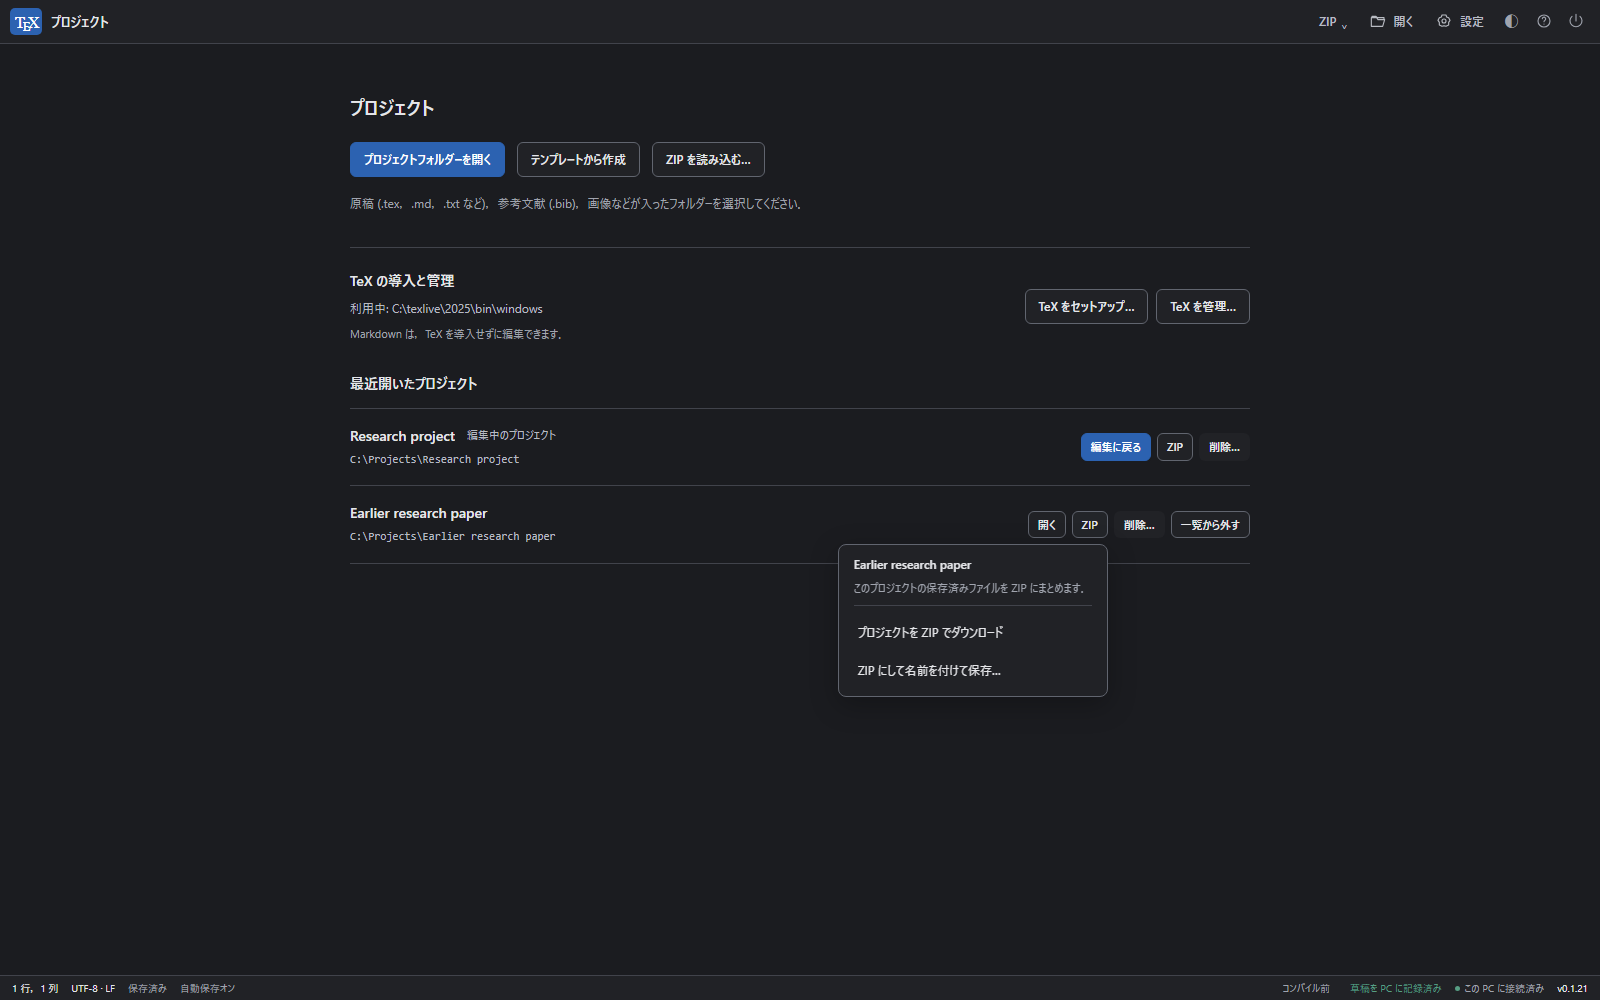 TEX プロジェクト
ZIP 開く 設定
プロジェクト
プロジェクトフォルダーを開く テンプレートから作成 ZIP を読み込む...
原稿 (.tex，.md，.txt など)，参考文献 (.bib)，画像などが入ったフォルダーを選択してください．
TeX の導入と管理
利用中: C:\texlive\2025\bin\windows
Markdown は，TeX を導入せずに編集できます．
TeX をセットアップ... TeX を管理...
最近開いたプロジェクト
Research project 編集中のプロジェクト
C:\Projects\Research project
編集に戻る ZIP 削除...
Earlier research paper
C:\Projects\Earlier research paper
開く ZIP 削除... 一覧から外す
Earlier research paper
このプロジェクトの保存済みファイルを ZIP にまとめます．
プロジェクトを ZIP でダウンロード
ZIP にして名前を付けて保存...
1 行，1 列 UTF-8 · LF 保存済み 自動保存オン
コンパイル前 草稿を PC に記録済み このPC に接続済み v0.1.21